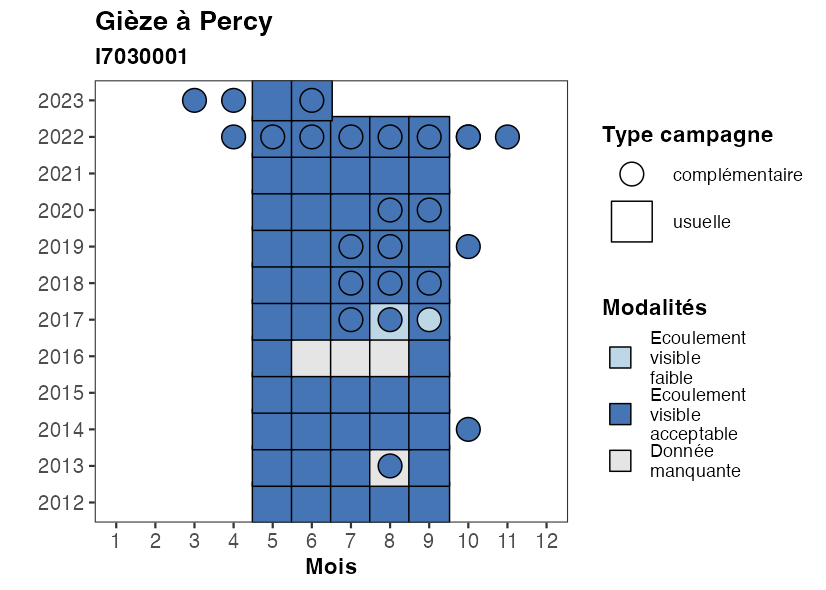 Gièze à Percy
I7030001
2023
2022
2021
2020
2019
2018
2017
2016
2015
2014
2013
2012
1 2 3 4 5 6 7 8 9 10 11 12
Mois
Type campagne
complémentaire
usuelle
Modalités
Ecoulement
visible
faible
Ecoulement
visible
acceptable
Donnée
manquante